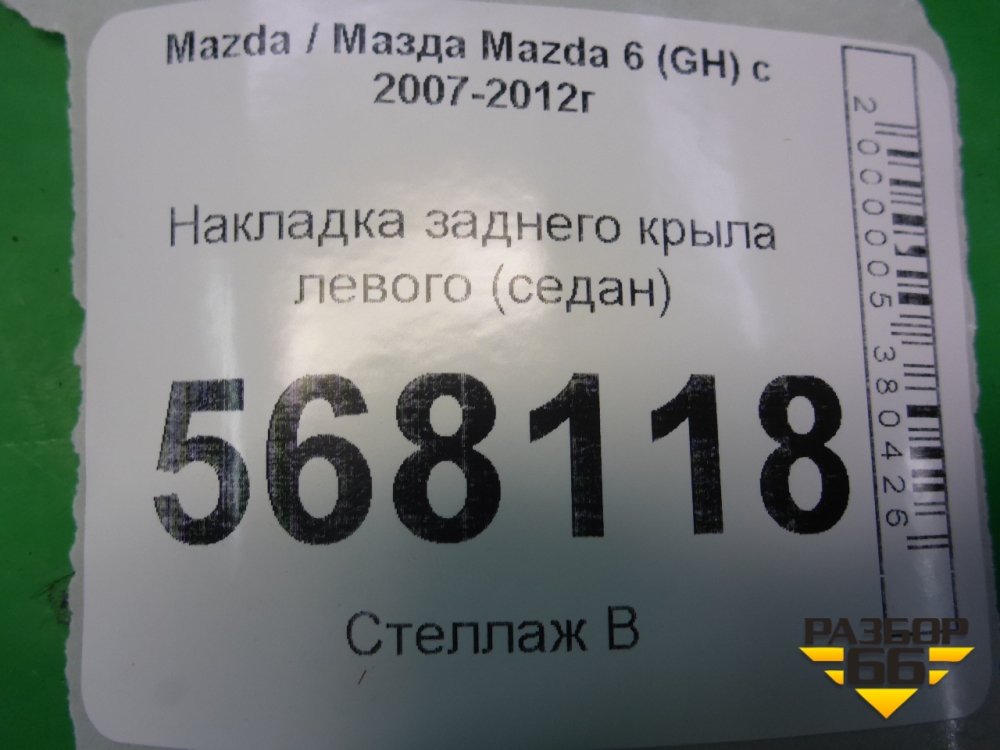 Mazda / Мазда Mazda 6 (GH) с
2007-2012г
Накладка заднего крыла
левого (седан)
568118
Стеллаж В
2000005380426
РАЗБОР
66